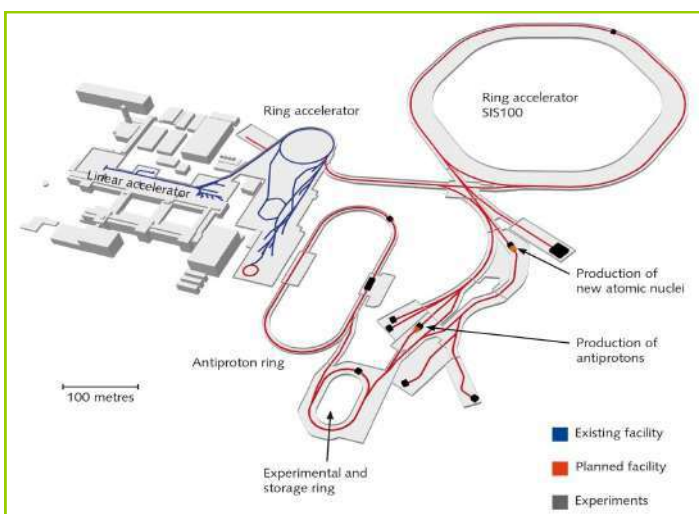 Ring accelerator
Ring accelerator
SIS100
Linear accelerator
Production of
new atomic nuclei
Antiproton ring
Production of
antiprotons
100 metres
Experimental and
storage ring
Existing facility
Planned facility
Experiments